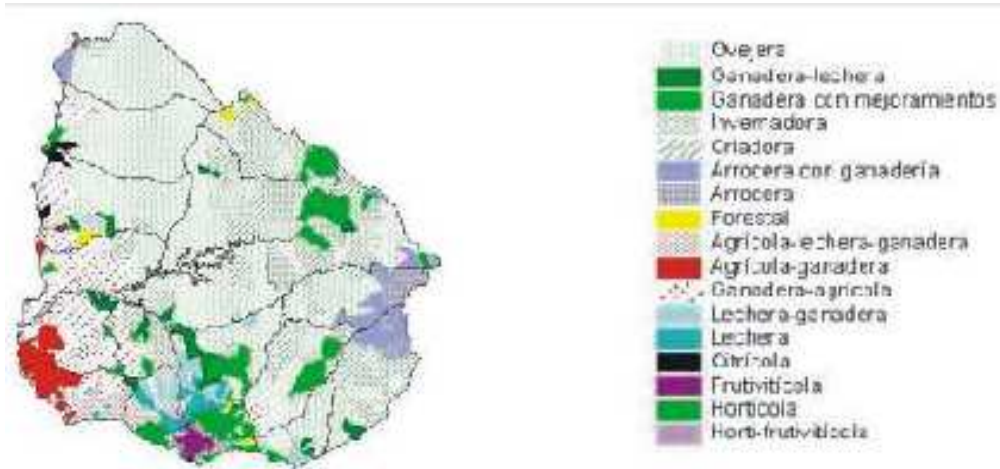 Ovejera
Ganadera-lechera
Ganadera con mejoramientos
Invernadora
Criadora
Arrocera con ganadería
Arrocera
Forestal
Agrícola-lechera-ganadera
Agrícola-ganadera
Ganadera-agrícola
Lechera-ganadera
Lechera
Citrícola
Frutivitícola
Hortícola
Horti-frutivitícola